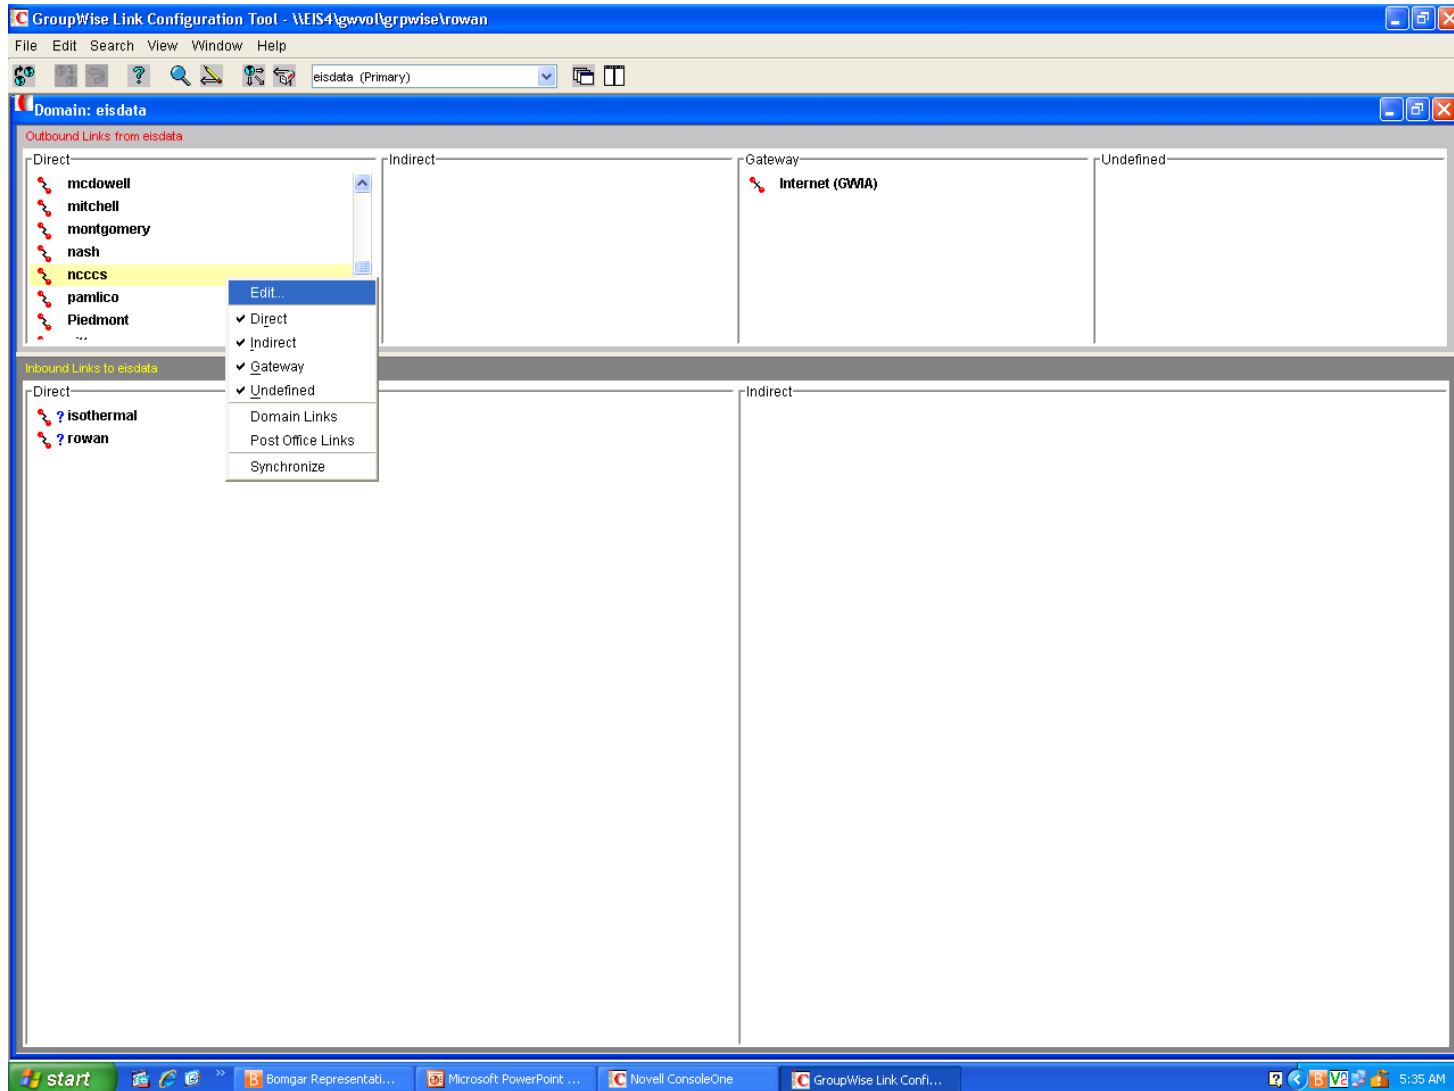 GroupWise Link Configuration Tool - \\EIS4\gwvol\grpwise\rowan
File Edit Search View Window Help
eisdata (Primary)
Domain: eisdata
Outbound Links from eisdata
Direct
mcdowell
mitchell
montgomery
nash
ncccs
pamlico
Piedmont
Indirect
Gateway
Internet (GWIA)
Undefined
Edit...
Direct
Indirect
Gateway
Undefined
Domain Links
Post Office Links
Synchronize
Inbound Links to eisdata
Direct
? isothermal
? rowan
Indirect
start
Bomgar Representati...
Microsoft PowerPoint ...
Novell ConsoleOne
GroupWise Link Confi...
5:35 AM